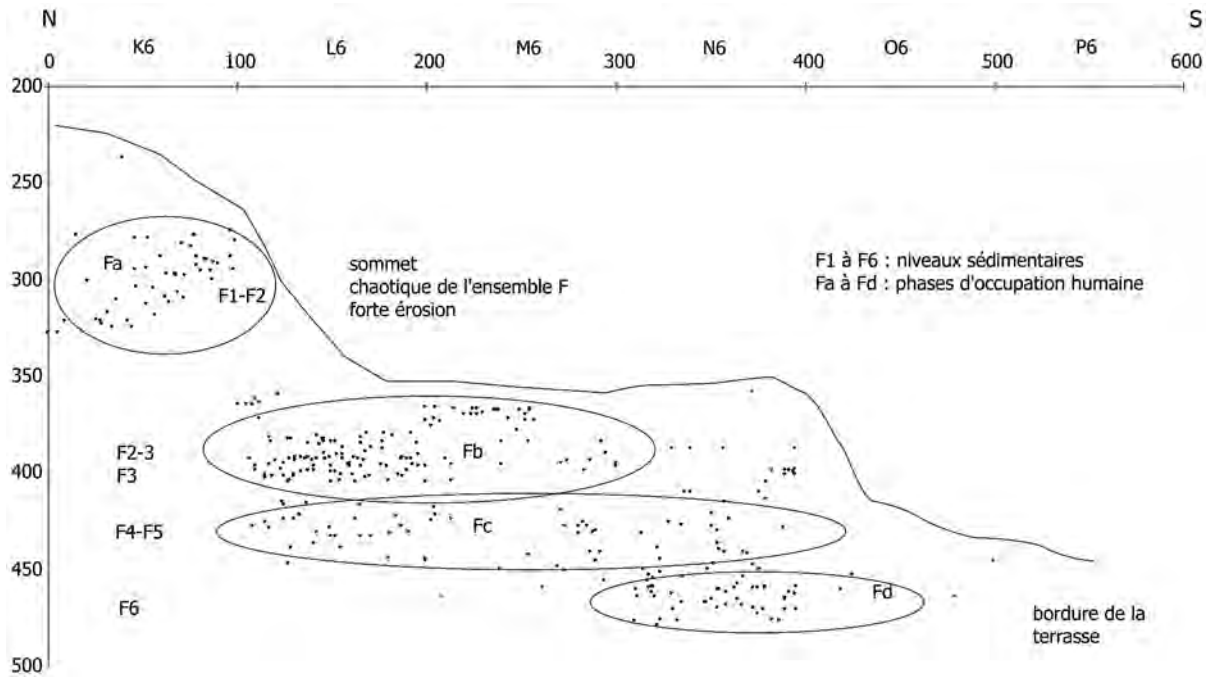 N S
K6 L6 M6 N6 O6 P6
0 100 200 300 400 500 600
200
250
300
350
400
450
500
Fa
F1-F2
sommet
chaotique de l'ensemble F
forte érosion
F1 à F6 : niveaux sédimentaires
Fa à Fd : phases d'occupation humaine
F2-3
F3
Fb
F4-F5
Fc
F6
Fd
bordure de la
terrasse